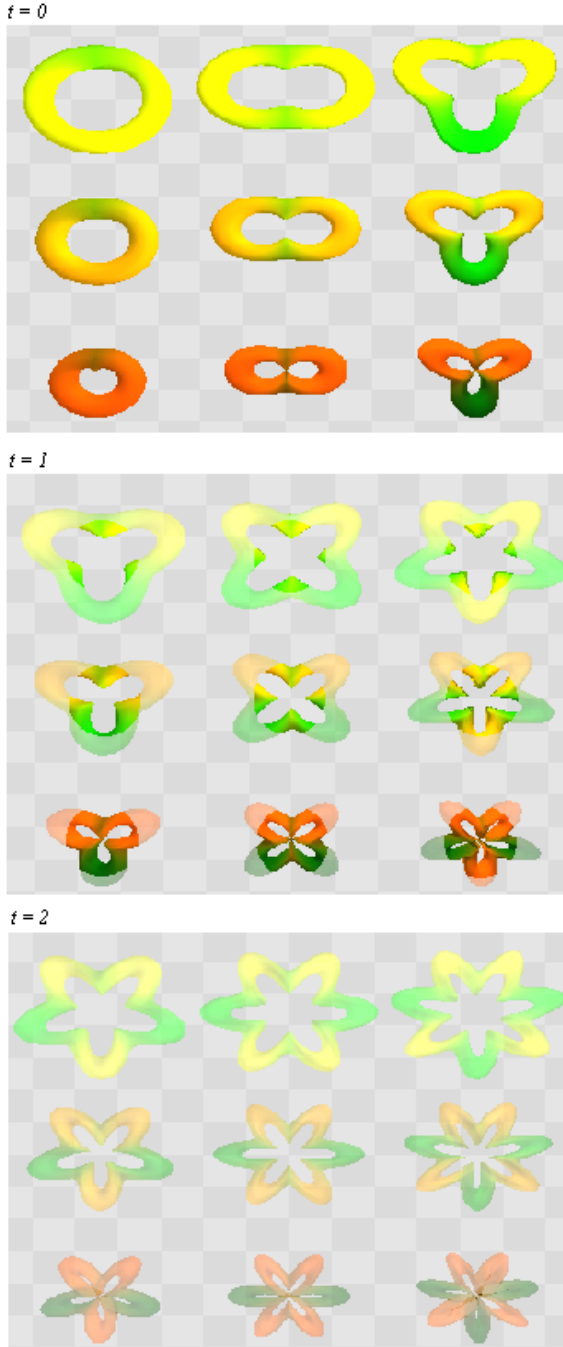 t = 0
t = 1
t = 2